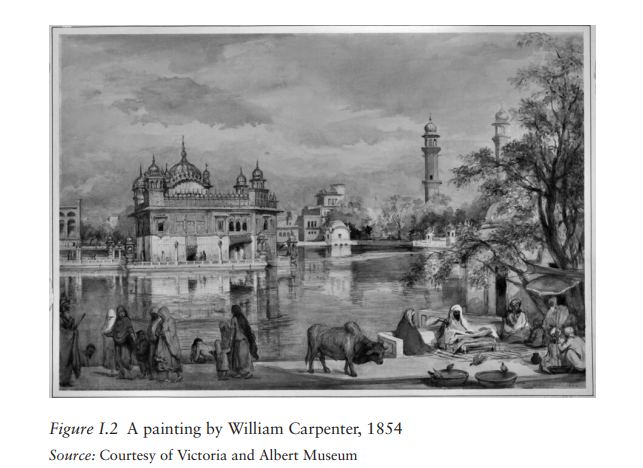 Figure I.2 A painting by William Carpenter, 1854
Source: Courtesy of Victoria and Albert Museum